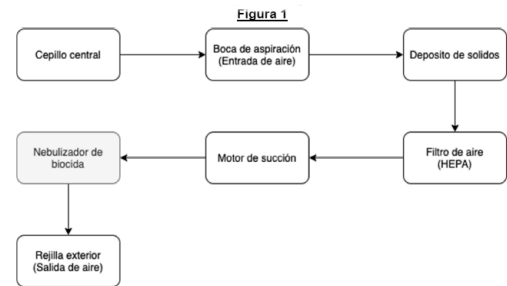 Figura 1
Cepillo central
Boca de aspiración
(Entrada de aire)
Deposito de solidos
Filtro de aire
(HEPA)
Motor de succión
Nebulizador de
biocida
Rejilla exterior
(Salida de aire)